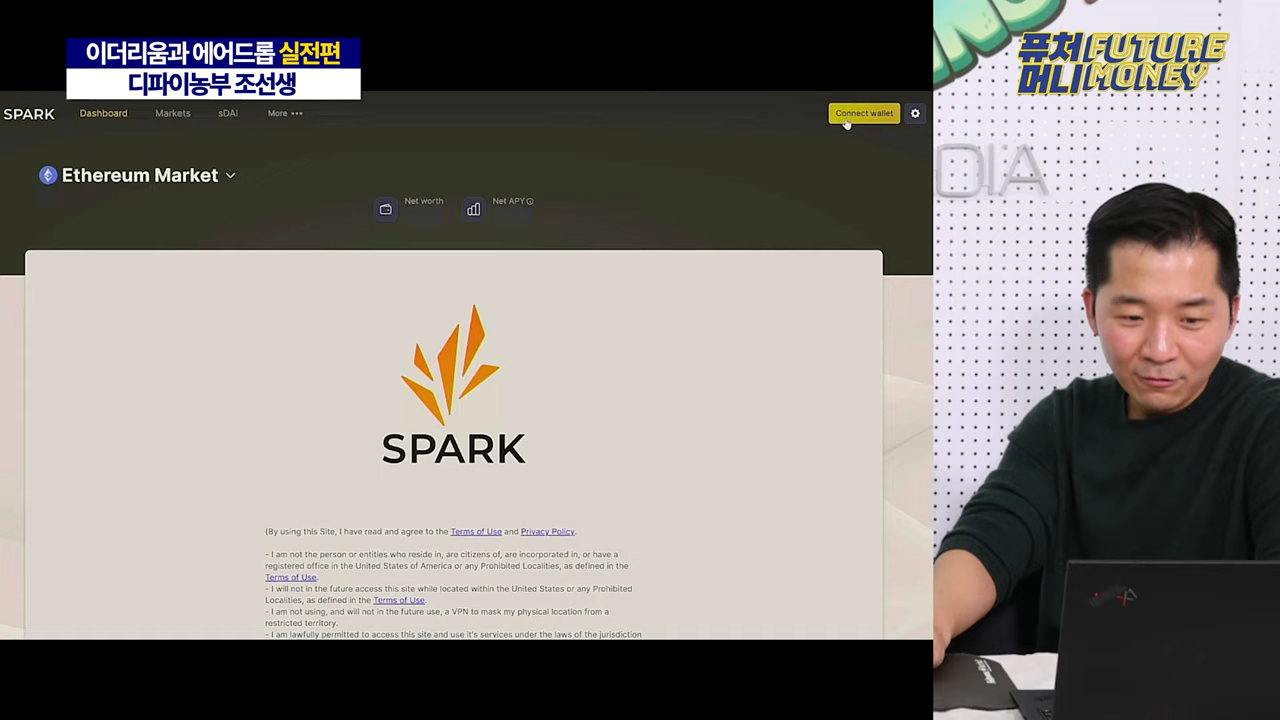 이더리움과 에어드롭 실전편
디파이농부 조선생
퓨처 FUTURE
머니 MONEY
SPARK
Dashboard
Markets
sDAI
More
Connect wallet
Ethereum Market
Net worth
Net APY
DIA
SPARK
(By using this Site, I have read and agree to the Terms of Use and Privacy Policy.
- I am not the person or entities who reside in, are citizens of, are incorporated in, or have a
registered office in the United States of America or any Prohibited Localities, as defined in the
Terms of Use.
- I will not in the future access this site while located within the United States or any Prohibited
Localities, as defined in the Terms of Use.
- I am not using, and will not in the future use, a VPN to mask my physical location from a
restricted territory.
- I am lawfully permitted to access this site and use it's services under the laws of the jurisdiction